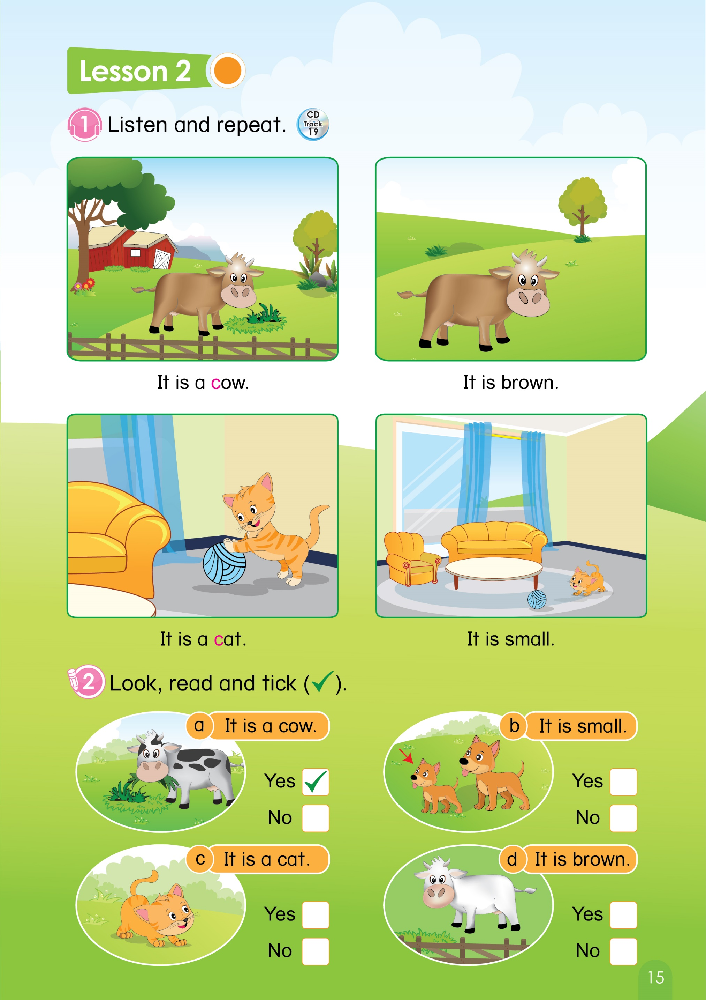 Lesson 2
1 Listen and repeat.
CD
Track
19
It is a cow.
It is brown.
It is a cat.
It is small.
2 Look, read and tick (✓).
a It is a cow.
Yes ✓
No
b It is small.
Yes
No
c It is a cat.
Yes
No
d It is brown.
Yes
No
15